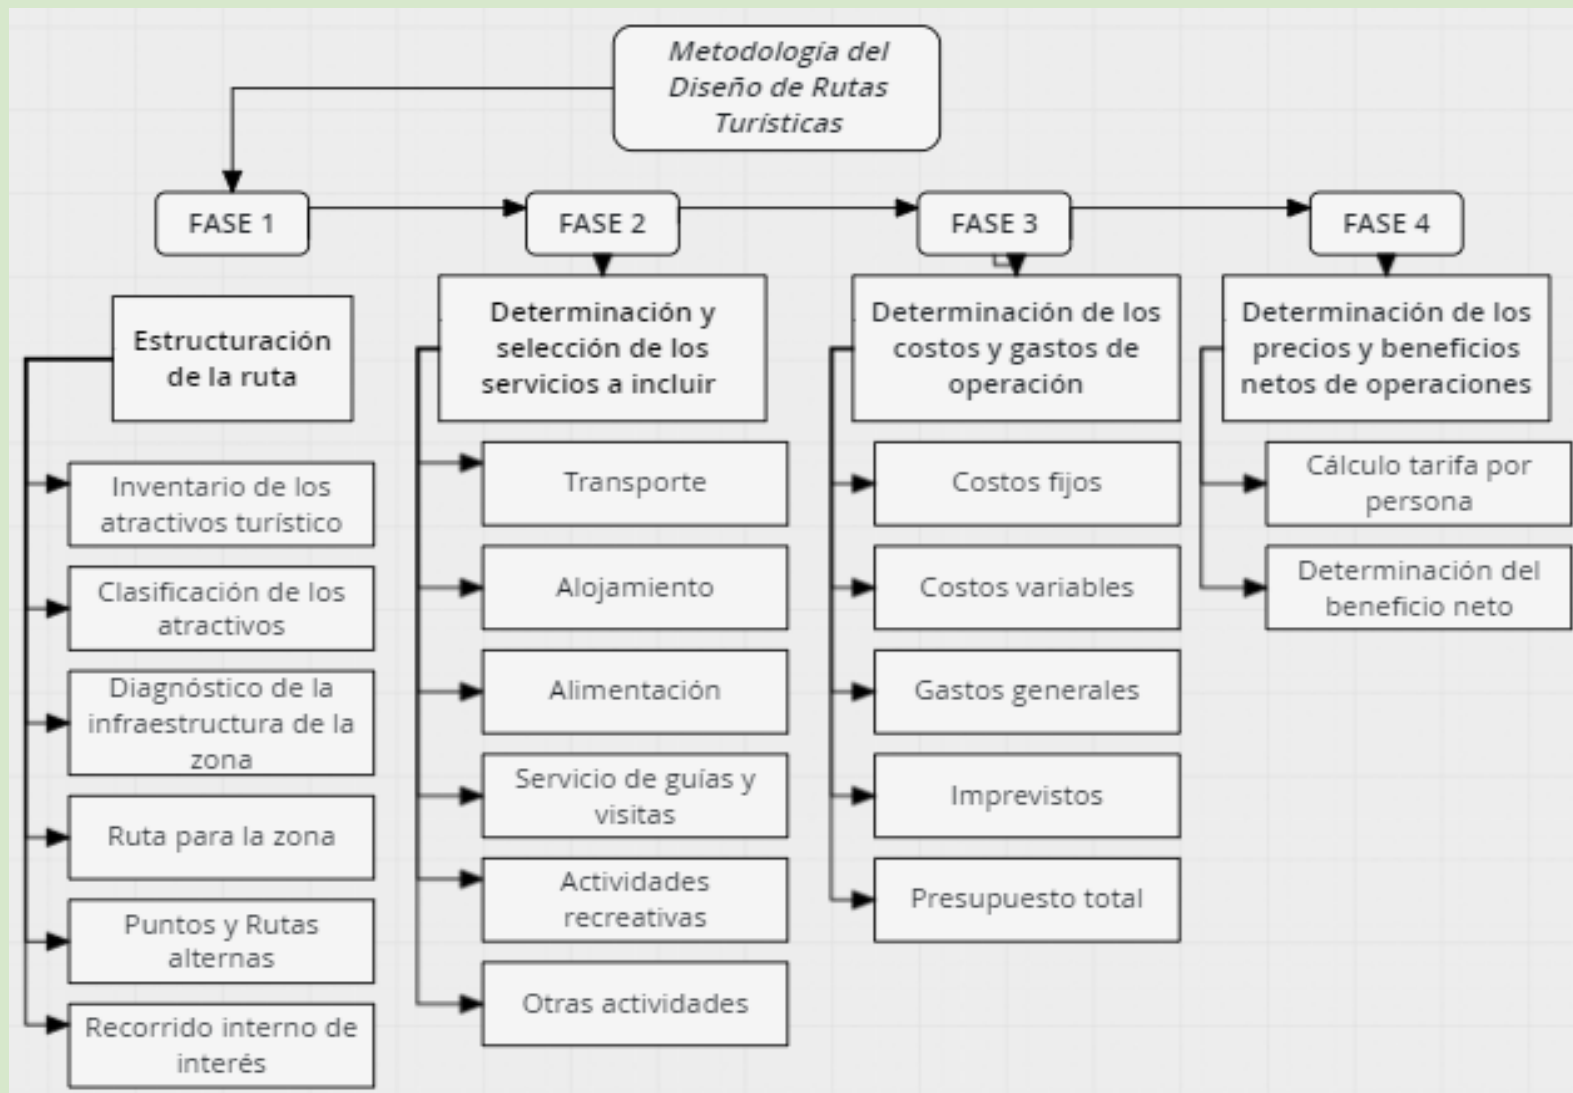 Metodología del
Diseño de Rutas
Turísticas
FASE 1
FASE 2
FASE 3
FASE 4
Estructuración
de la ruta
Inventario de los
atractivos turístico
Clasificación de los
atractivos
Diagnóstico de la
infraestructura de la
zona
Ruta para la zona
Puntos y Rutas
alternas
Recorrido interno de
interés
Determinación y
selección de los
servicios a incluir
Transporte
Alojamiento
Alimentación
Servicio de guías y
visitas
Actividades
recreativas
Otras actividades
Determinación de los
costos y gastos de
operación
Costos fijos
Costos variables
Gastos generales
Imprevistos
Presupuesto total
Determinación de los
precios y beneficios
netos de operaciones
Cálculo tarifa por
persona
Determinación del
beneficio neto